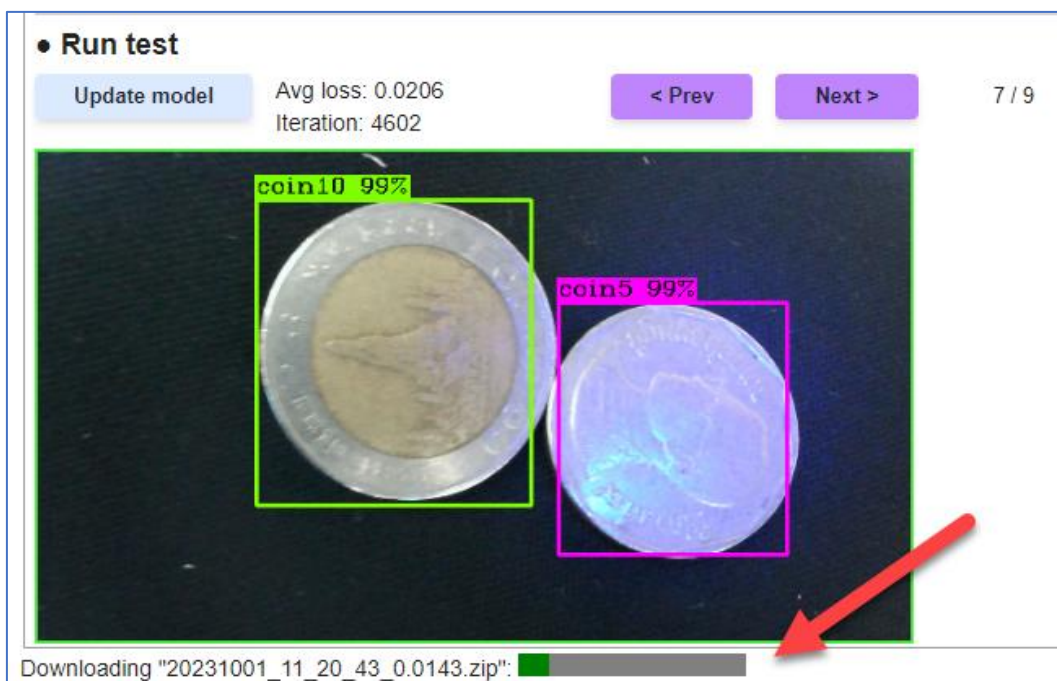 ● Run test
Update model
Avg loss: 0.0206
Iteration: 4602
< Prev
Next >
7 / 9
coin10 99%
coin5 99%
Downloading "20231001_11_20_43_0.0143.zip":